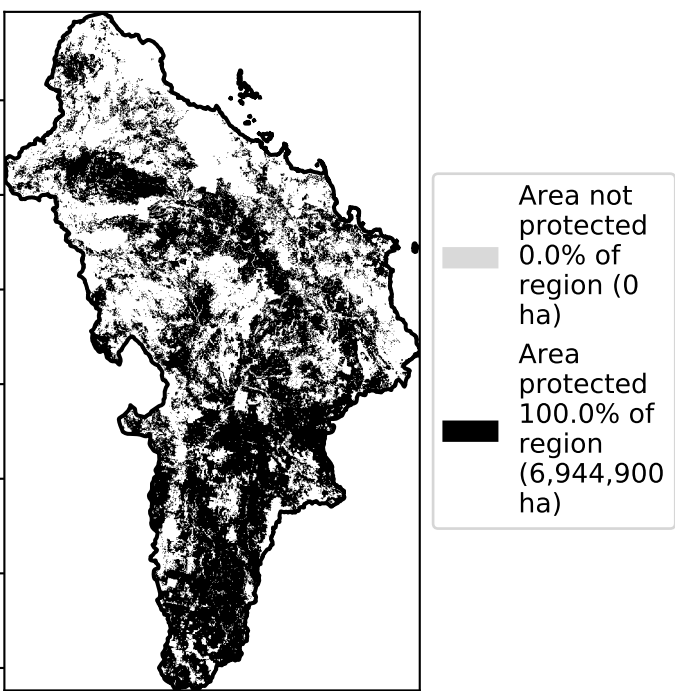 Area not
protected
0.0% of
region (0
ha)
Area
protected
100.0% of
region
(6,944,900
ha)